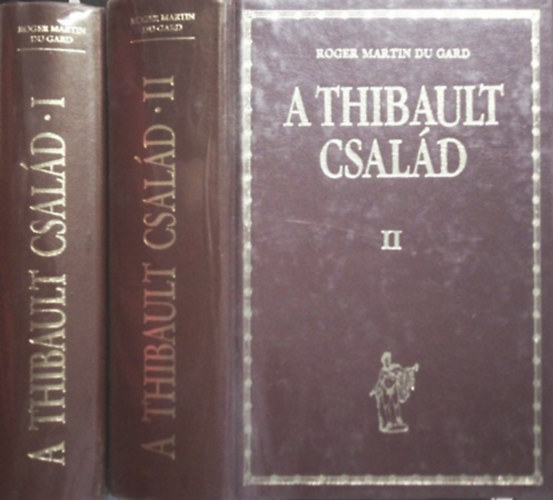 ROGER MARTIN
DU GARD
A THIBAULT CSALÁD · I
ROGER MARTIN
DU GARD
A THIBAULT CSALÁD · II
ROGER MARTIN DU GARD
A THIBAULT
CSALÁD
II